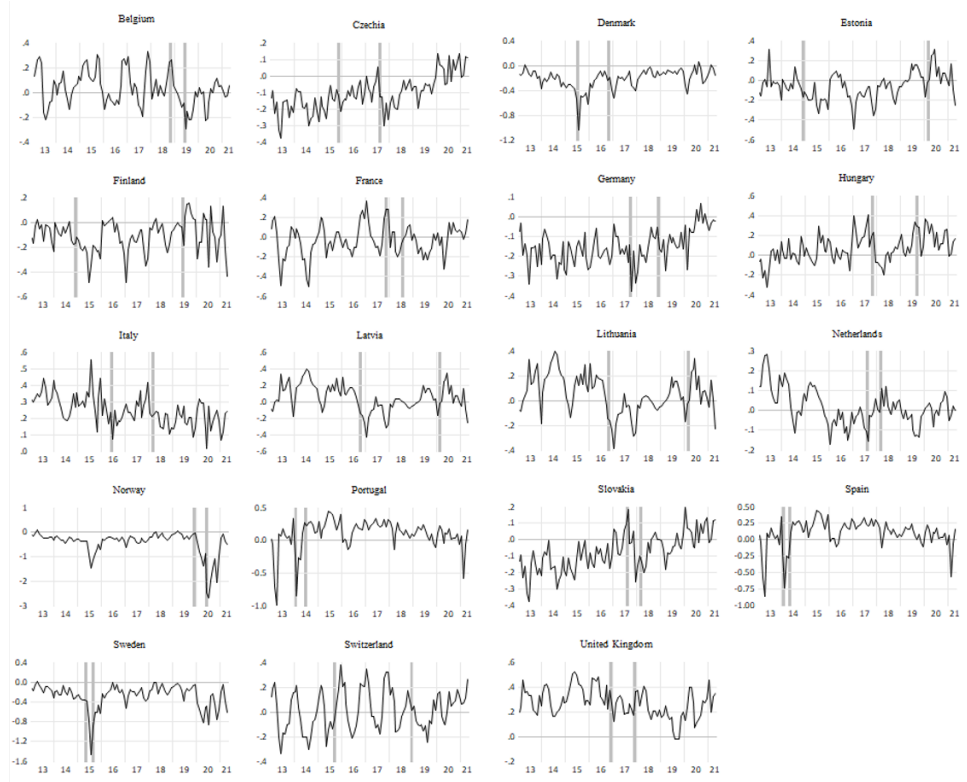 Belgium
.4
.2
.0
-.2
-.4
13 14 15 16 17 18 19 20 21
Czechia
.2
.1
.0
-.1
-.2
-.3
-.4
13 14 15 16 17 18 19 20 21
Denmark
0.4
0.0
-0.4
-0.8
-1.2
13 14 15 16 17 18 19 20 21
Estonia
.4
.2
.0
-.2
-.4
-.6
13 14 15 16 17 18 19 20 21
Finland
.2
.0
-.2
-.4
-.6
13 14 15 16 17 18 19 20 21
France
.4
.2
.0
-.2
-.4
-.6
13 14 15 16 17 18 19 20 21
Germany
.1
.0
-.1
-.2
-.3
-.4
13 14 15 16 17 18 19 20 21
Hungary
.6
.4
.2
.0
-.2
-.4
13 14 15 16 17 18 19 20 21
Italy
.6
.5
.4
.3
.2
.1
.0
13 14 15 16 17 18 19 20 21
Latvia
.6
.4
.2
.0
-.2
-.4
-.6
13 14 15 16 17 18 19 20 21
Lithuania
.4
.2
.0
-.2
-.4
13 14 15 16 17 18 19 20 21
Netherlands
.3
.2
.1
.0
-.1
-.2
13 14 15 16 17 18 19 20 21
Norway
1
0
-1
-2
-3
13 14 15 16 17 18 19 20 21
Portugal
0.5
0.0
-0.5
-1.0
13 14 15 16 17 18 19 20 21
Slovakia
.2
.1
.0
-.1
-.2
-.3
-.4
13 14 15 16 17 18 19 20 21
Spain
0.50
0.25
0.00
-0.25
-0.50
-0.75
-1.00
13 14 15 16 17 18 19 20 21
Sweden
0.4
0.0
-0.4
-0.8
-1.2
-1.6
13 14 15 16 17 18 19 20 21
Switzerland
.4
.2
.0
-.2
-.4
13 14 15 16 17 18 19 20 21
United Kingdom
.6
.4
.2
.0
-.2
13 14 15 16 17 18 19 20 21